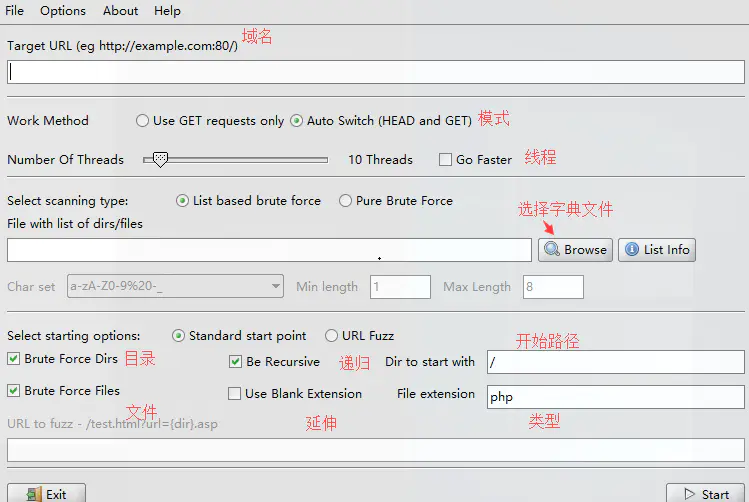 File Options About Help
Target URL (eg http://example.com:80/) 域名
Work Method Use GET requests only Auto Switch (HEAD and GET) 模式
Number Of Threads 10 Threads Go Faster 线程
Select scanning type: List based brute force Pure Brute Force
选择字典文件
File with list of dirs/files
Browse List Info
Char set a-zA-Z0-9%20-_ Min length 1 Max Length 8
Select starting options: Standard start point URL Fuzz
开始路径
Brute Force Dirs 目录 Be Recursive 递归 Dir to start with /
Brute Force Files Use Blank Extension File extension php
文件 延伸 类型
URL to fuzz - /test.html?url={dir}.asp
Exit Start